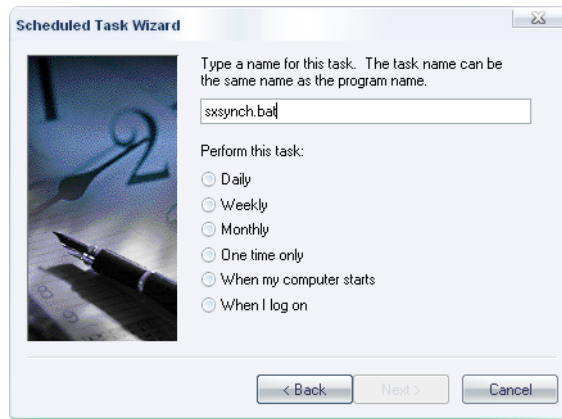 Scheduled Task Wizard
Type a name for this task. The task name can be
the same name as the program name.
sxsynch.bat
Perform this task:
Daily
Weekly
Monthly
One time only
When my computer starts
When I log on
< Back
Next >
Cancel